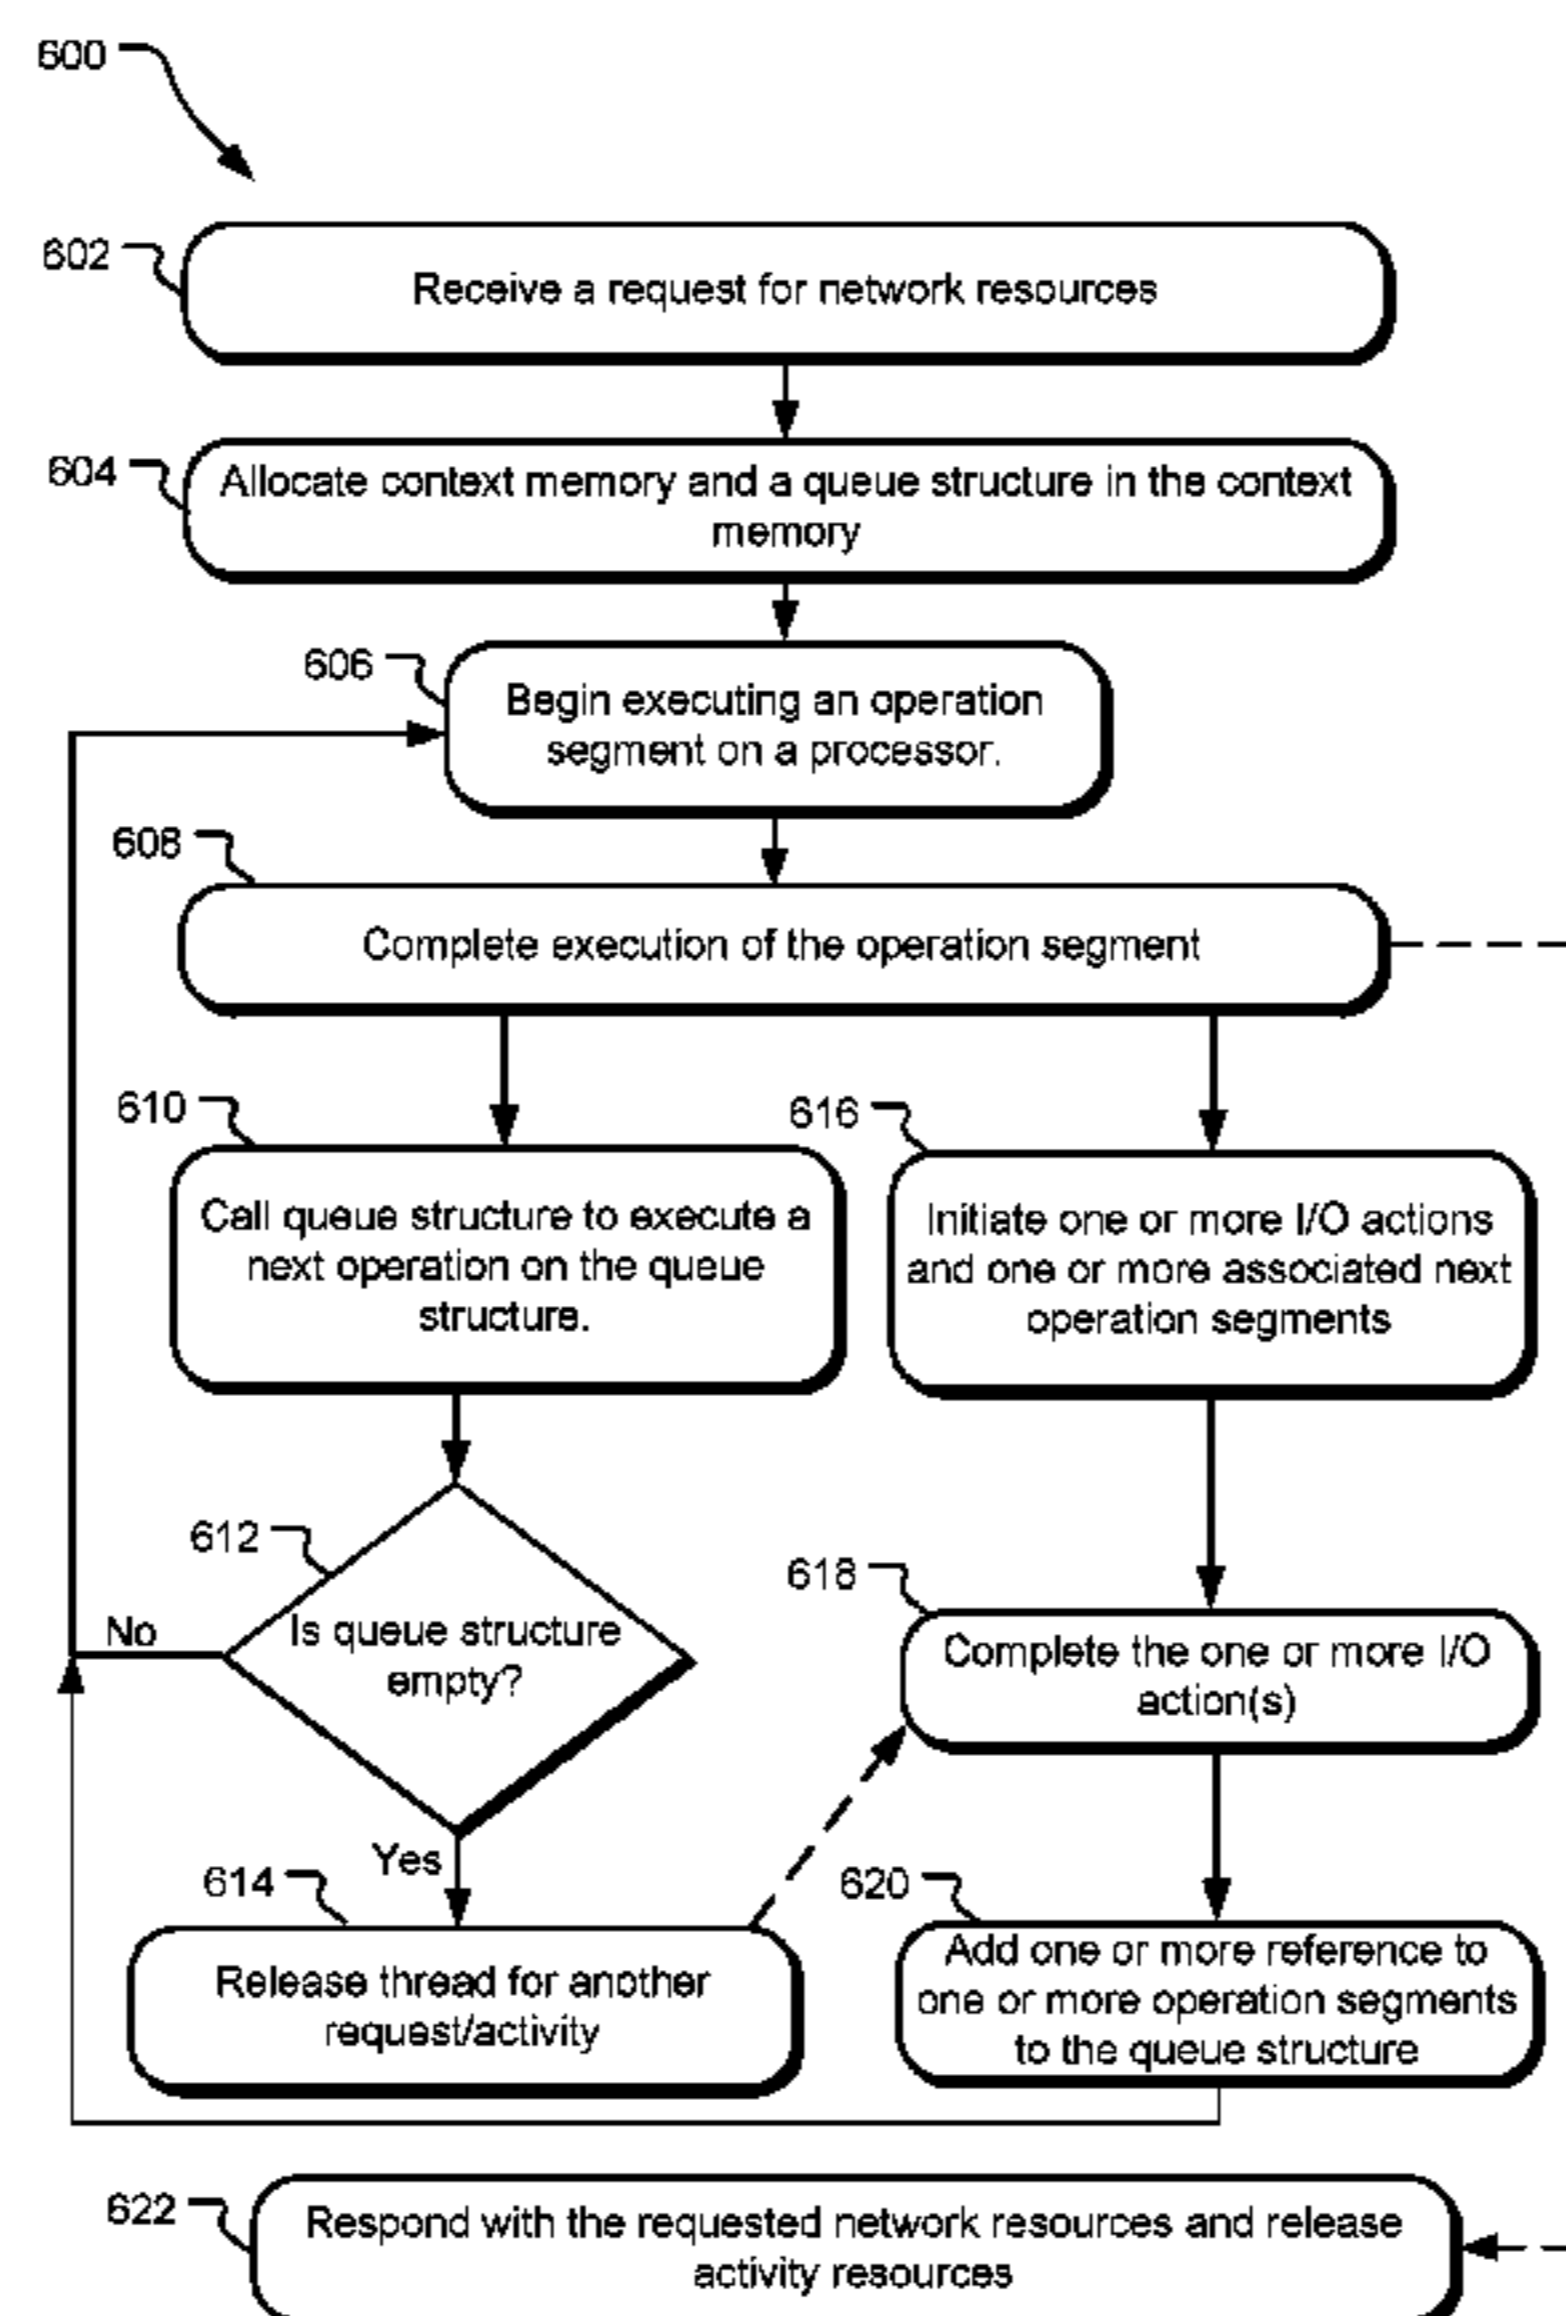 600
602
Receive a request for network resources
604
Allocate context memory and a queue structure in the context
memory
606
Begin executing an operation
segment on a processor.
608
Complete execution of the operation segment
610
Call queue structure to execute a
next operation on the queue
structure.
616
Initiate one or more I/O actions
and one or more associated next
operation segments
612
Is queue structure
empty?
No
Yes
618
Complete the one or more I/O
action(s)
614
Release thread for another
request/activity
620
Add one or more reference to
one or more operation segments
to the queue structure
622
Respond with the requested network resources and release
activity resources